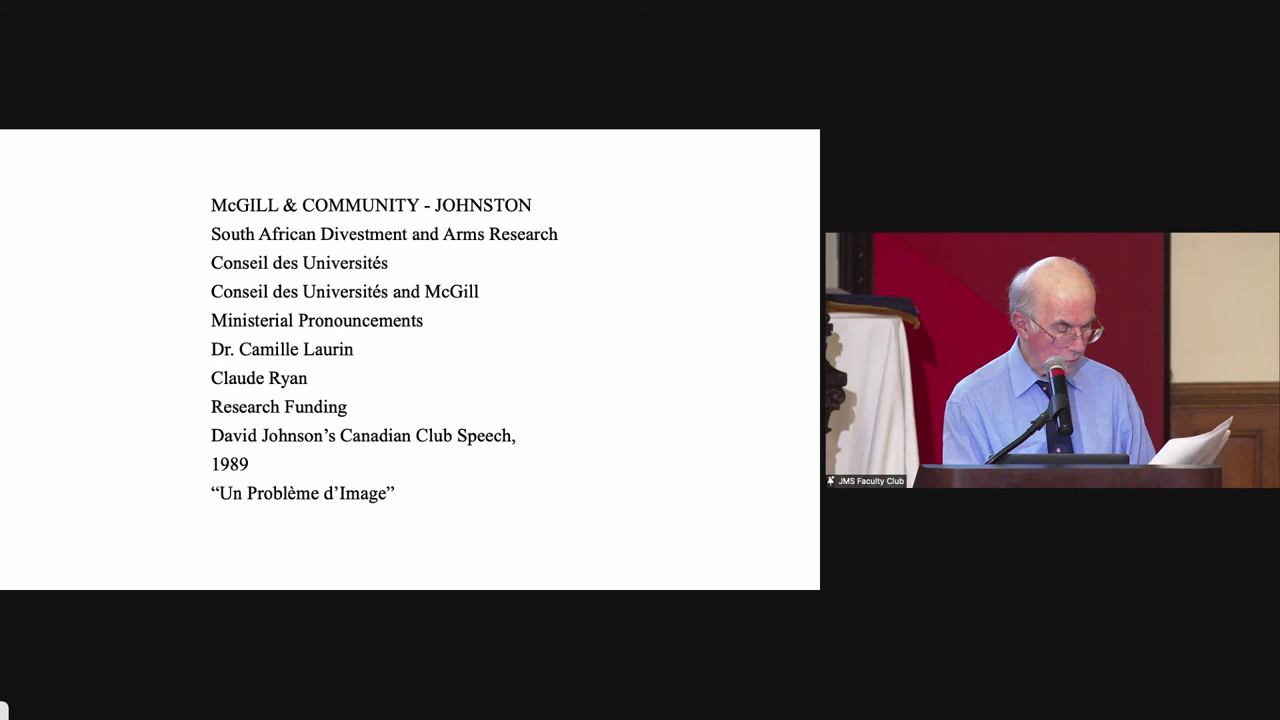 McGILL & COMMUNITY - JOHNSTON
South African Divestment and Arms Research
Conseil des Universités
Conseil des Universités and McGill
Ministerial Pronouncements
Dr. Camille Laurin
Claude Ryan
Research Funding
David Johnson’s Canadian Club Speech,
1989
“Un Problème d’Image”
JMS Faculty Club